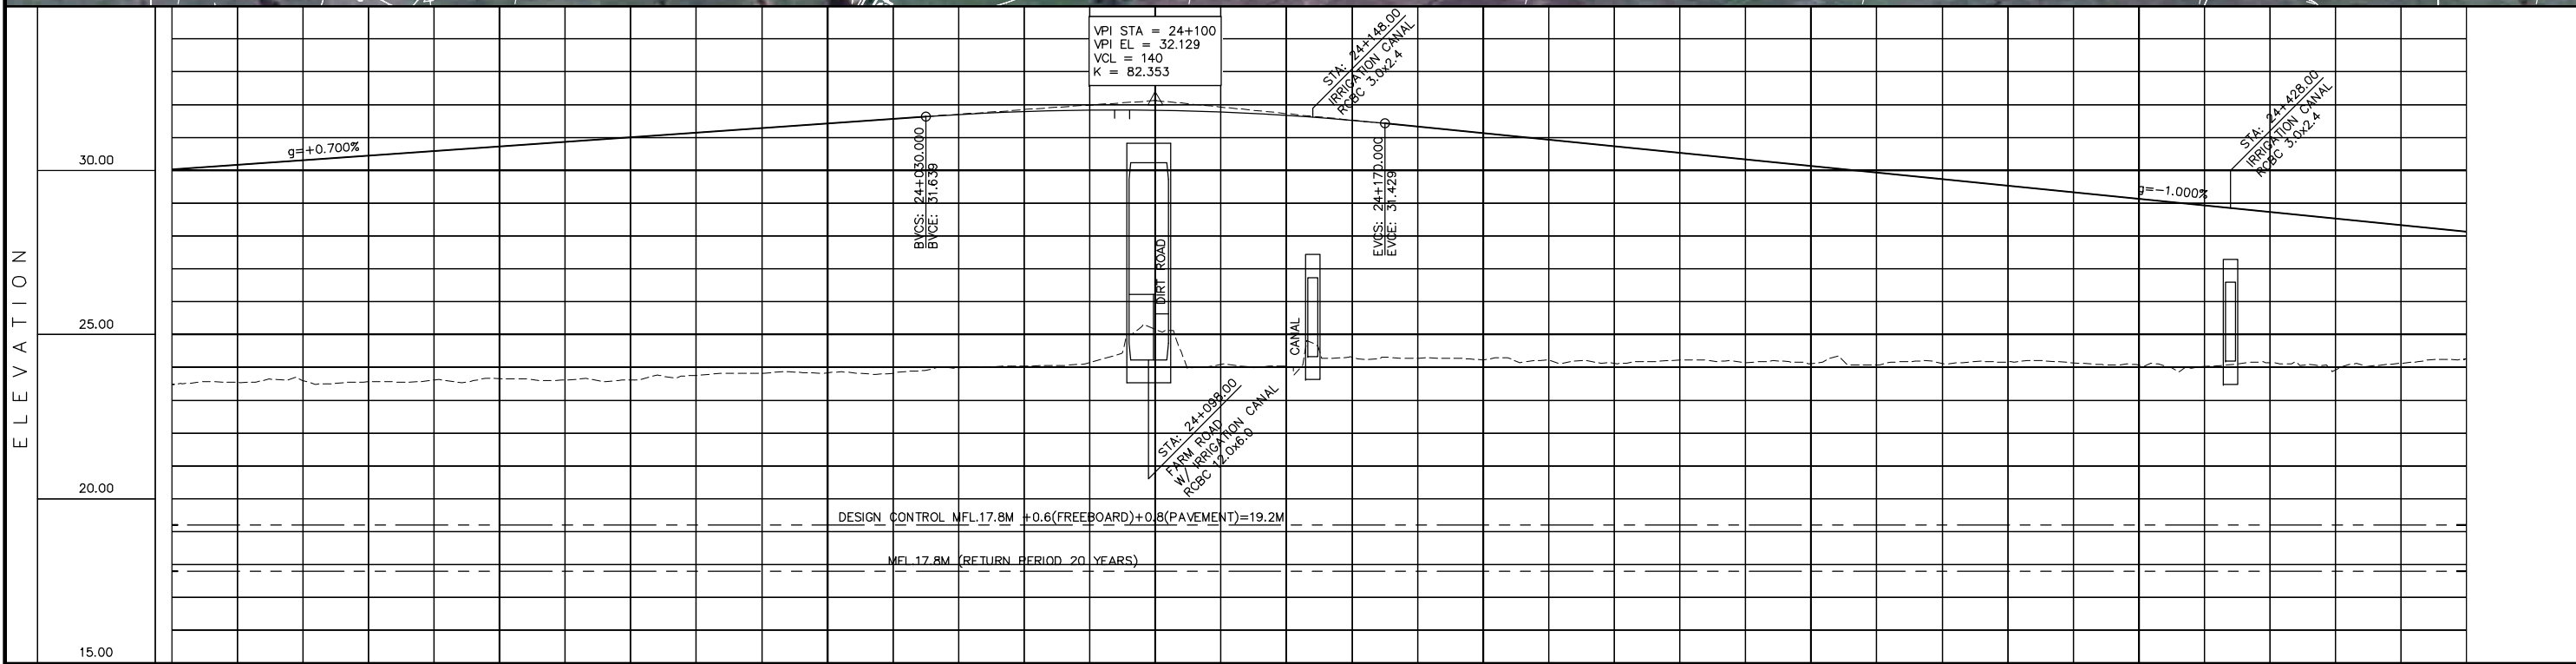 VPI STA = 24+100
VPI EL = 32.129
VCL = 140
K = 82.353
STA: 24+148.00
IRRIGATION CANAL
RCBC 3.0x2.4
STA: 24+428.00
IRRIGATION CANAL
RCBC 3.0x2.4
g=+0.700%
g=-1.000%
BVCS: 24+030.000
BVCE: 31.639
EVCS: 24+170.000
EVCE: 31.429
DIRT ROAD
CANAL
STA: 24+098.00
FARM ROAD
W/ IRRIGATION CANAL
RCBC 12.0x6.0
ELEVATION
30.00
25.00
20.00
15.00
DESIGN CONTROL MFL.17.8M +0.6(FREEBOARD)+0.8(PAVEMENT)=19.2M
MFL.17.8M (RETURN PERIOD 20 YEARS)